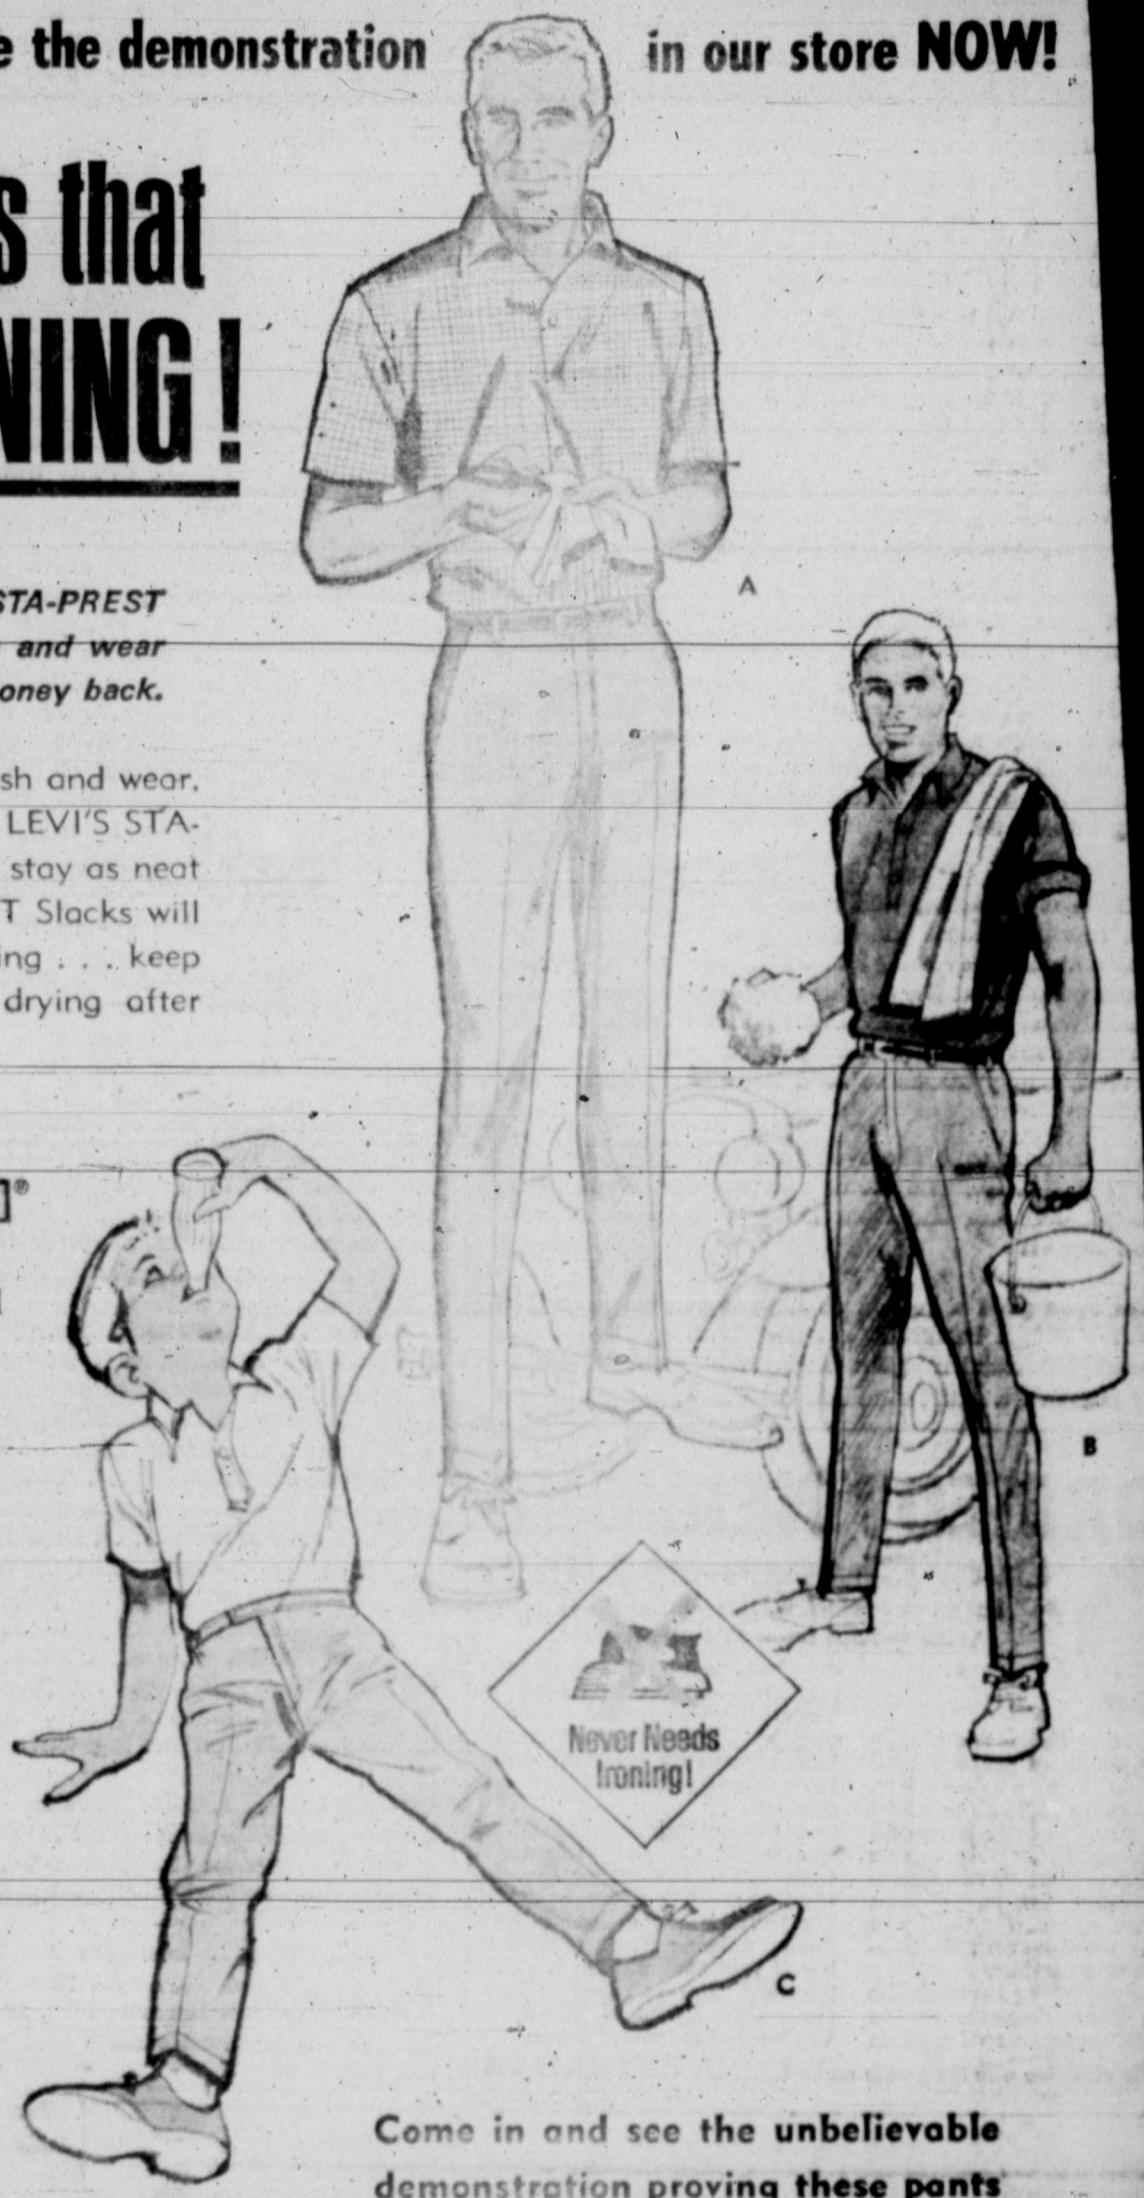 e the demonstration in our store NOW!
s that
NING!
STA-PREST
and wear
oney back.
A
sh and wear.
LEVI'S STA-
stay as neat
T Slacks will
ing . . . keep
drying after
]®
B
Never Needs
Ironing!
C
Come in and see the unbelievable
demonstration proving these pants